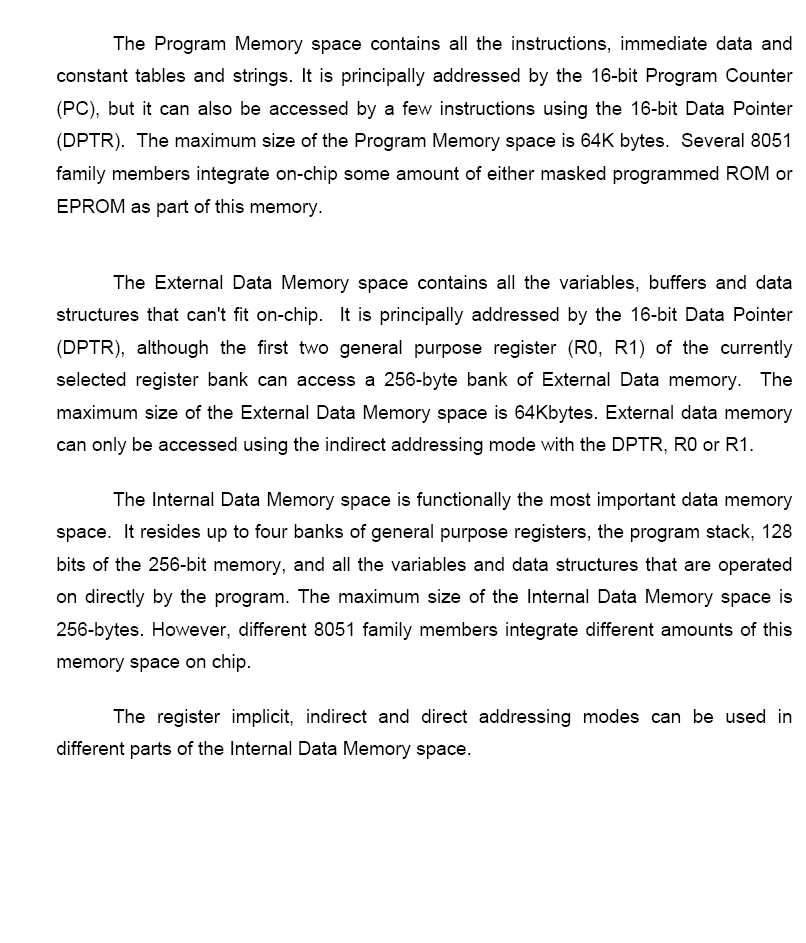 The Program Memory space contains all the instructions, immediate data and
constant tables and strings. It is principally addressed by the 16-bit Program Counter
(PC), but it can also be accessed by a few instructions using the 16-bit Data Pointer
(DPTR).  The maximum size of the Program Memory space is 64K bytes.  Several 8051
family members integrate on-chip some amount of either masked programmed ROM or
EPROM as part of this memory.
The External Data Memory space contains all the variables, buffers and data
structures that can't fit on-chip.  It is principally addressed by the 16-bit Data Pointer
(DPTR), although the first two general purpose register (R0, R1) of the currently
selected register bank can access a 256-byte bank of External Data memory.  The
maximum size of the External Data Memory space is 64Kbytes. External data memory
can only be accessed using the indirect addressing mode with the DPTR, R0 or R1.
The Internal Data Memory space is functionally the most important data memory
space.  It resides up to four banks of general purpose registers, the program stack, 128
bits of the 256-bit memory, and all the variables and data structures that are operated
on directly by the program. The maximum size of the Internal Data Memory space is
256-bytes. However, different 8051 family members integrate different amounts of this
memory space on chip.
The register implicit, indirect and direct addressing modes can be used in
different parts of the Internal Data Memory space.